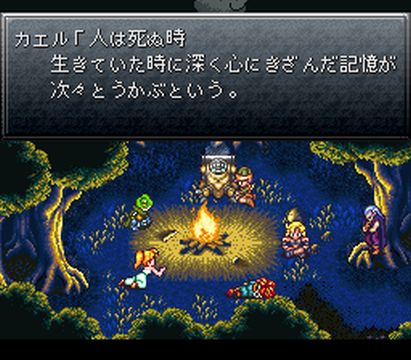 カエル「人は死ぬ時
生きていた時に深く心にきざんだ記憶が
次々とうかぶという。